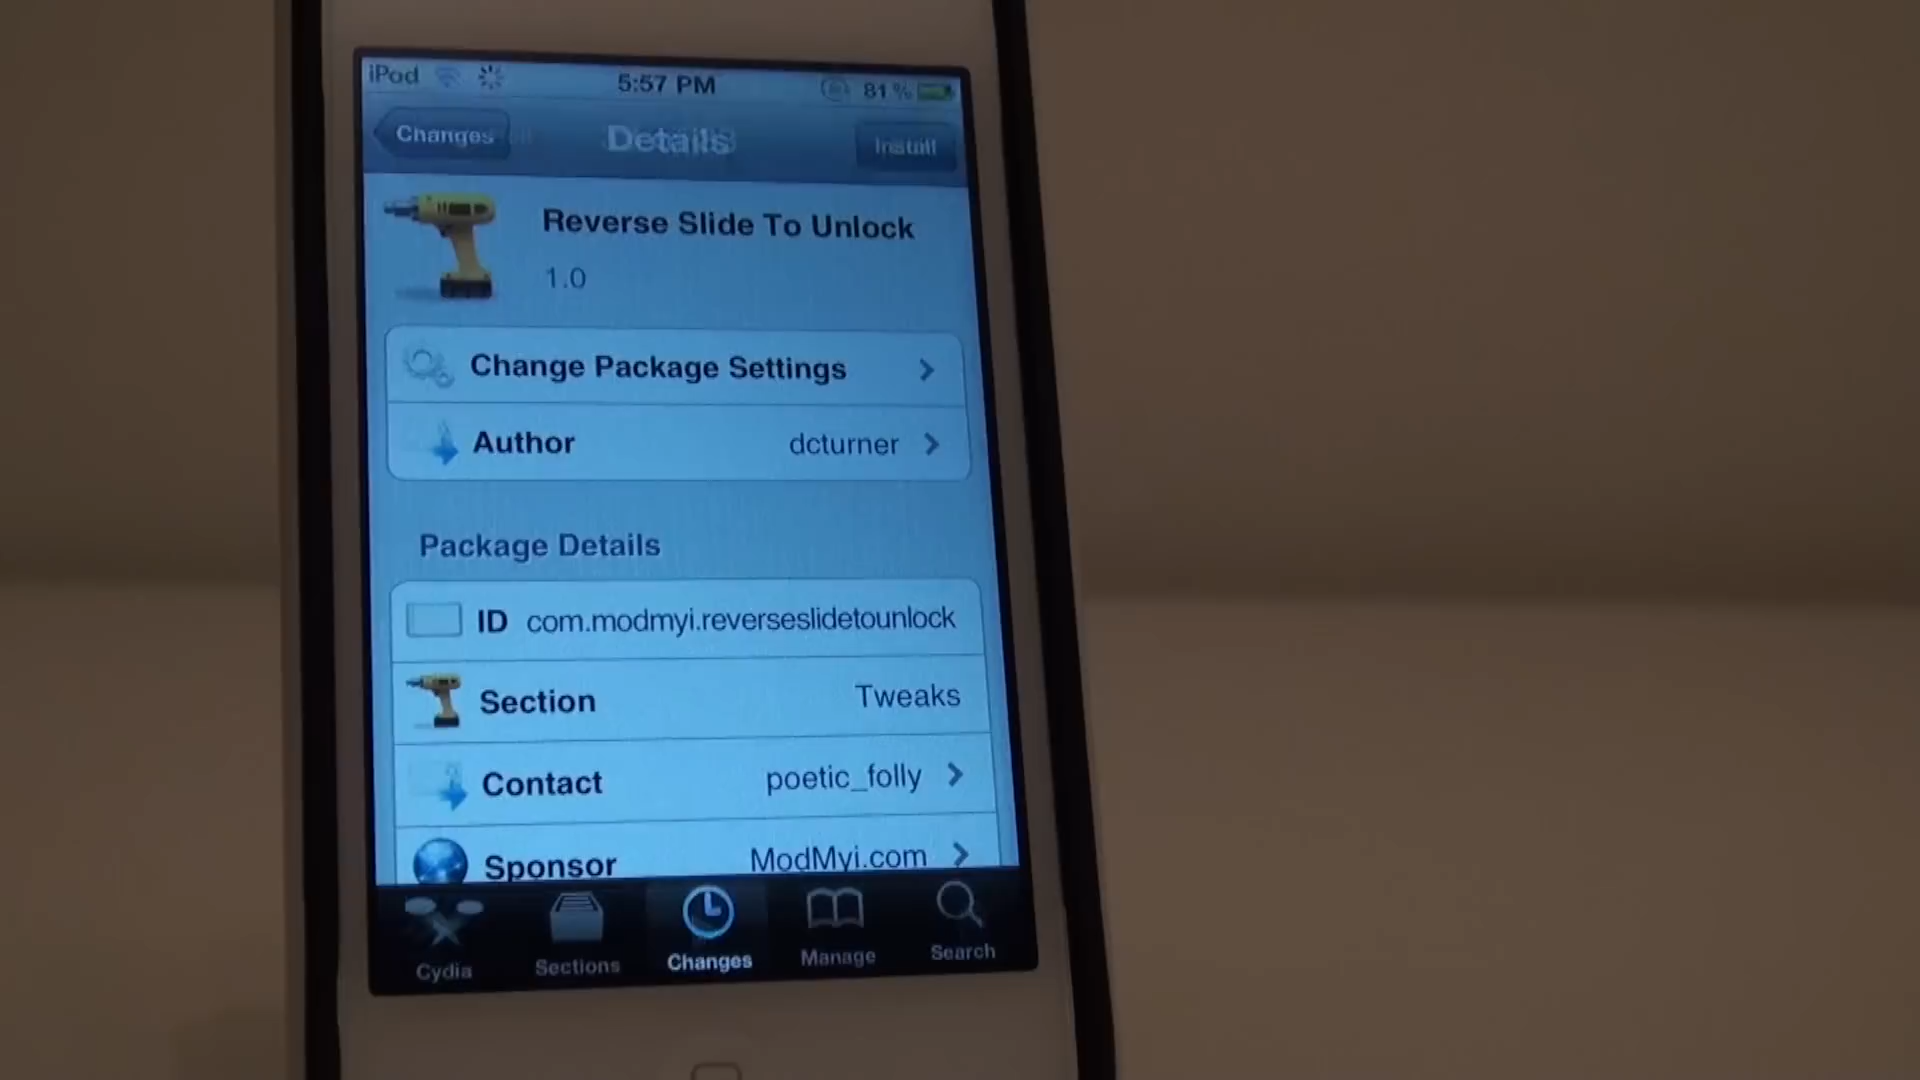 iPod 5:57 PM 81%
Changes Details Install
Reverse Slide To Unlock
1.0
Change Package Settings
Author dcturner
Package Details
ID com.modmyi.reverseslidetounlock
Section Tweaks
Contact poetic_folly
Sponsor ModMyi.com
Cydia Sections Changes Manage Search